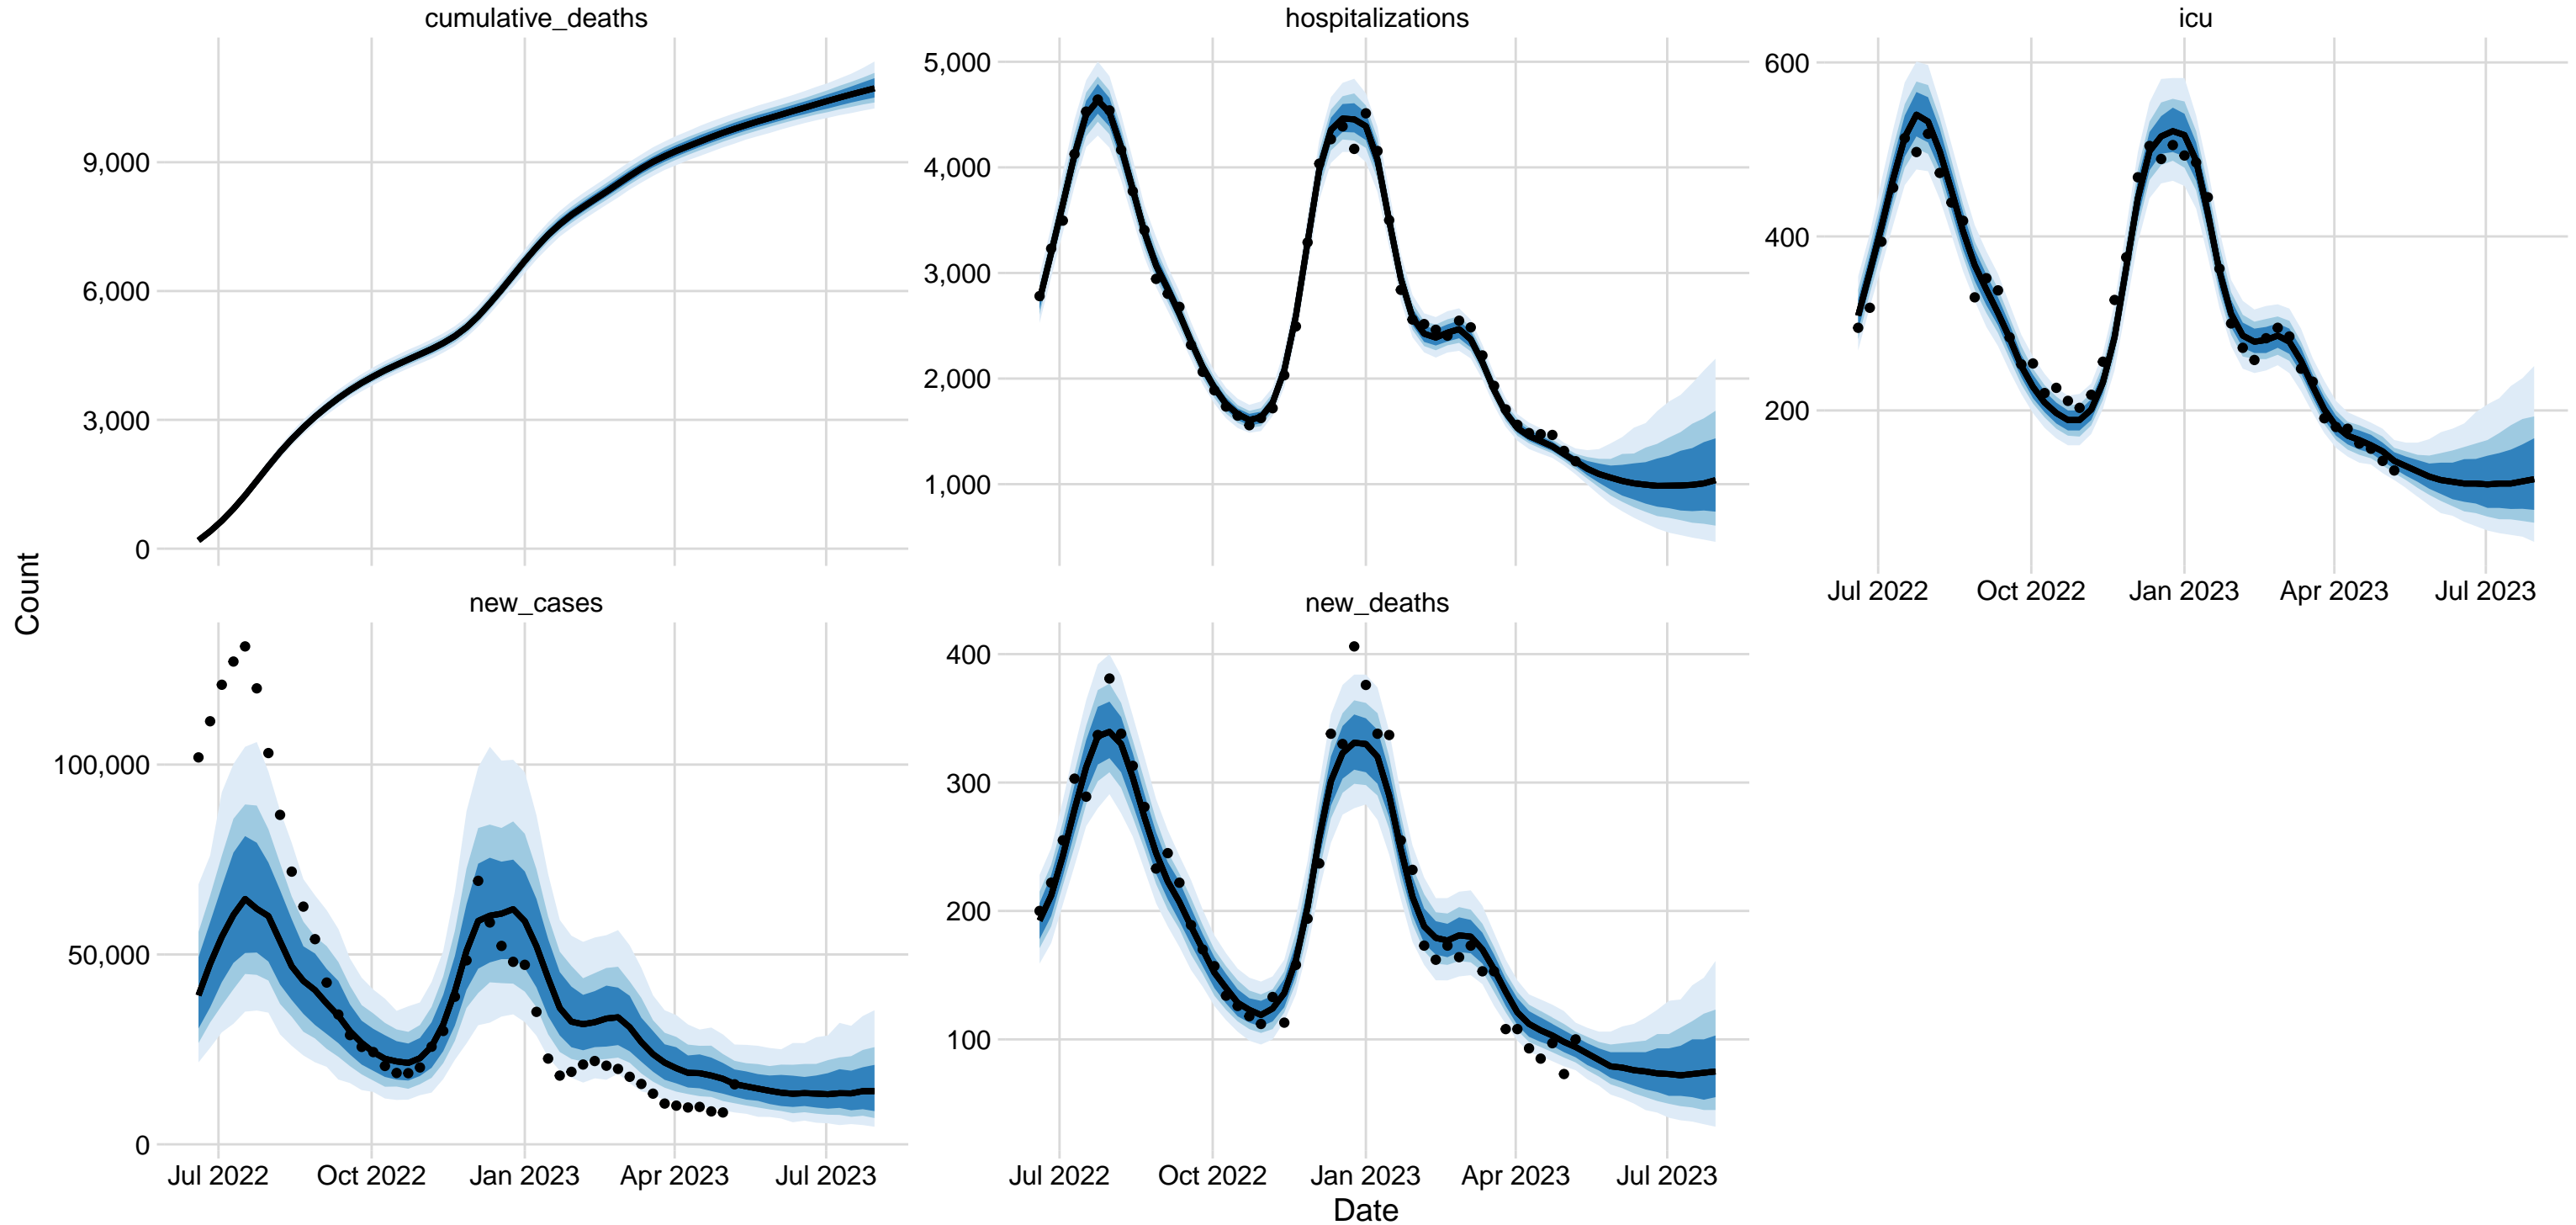 cumulative_deaths
hospitalizations
icu
9,000
6,000
3,000
0
5,000
4,000
3,000
2,000
1,000
600
400
200
Jul 2022 Oct 2022 Jan 2023 Apr 2023 Jul 2023
Count
new_cases
new_deaths
100,000
50,000
0
400
300
200
100
Jul 2022 Oct 2022 Jan 2023 Apr 2023 Jul 2023
Jul 2022 Oct 2022 Jan 2023 Apr 2023 Jul 2023
Date